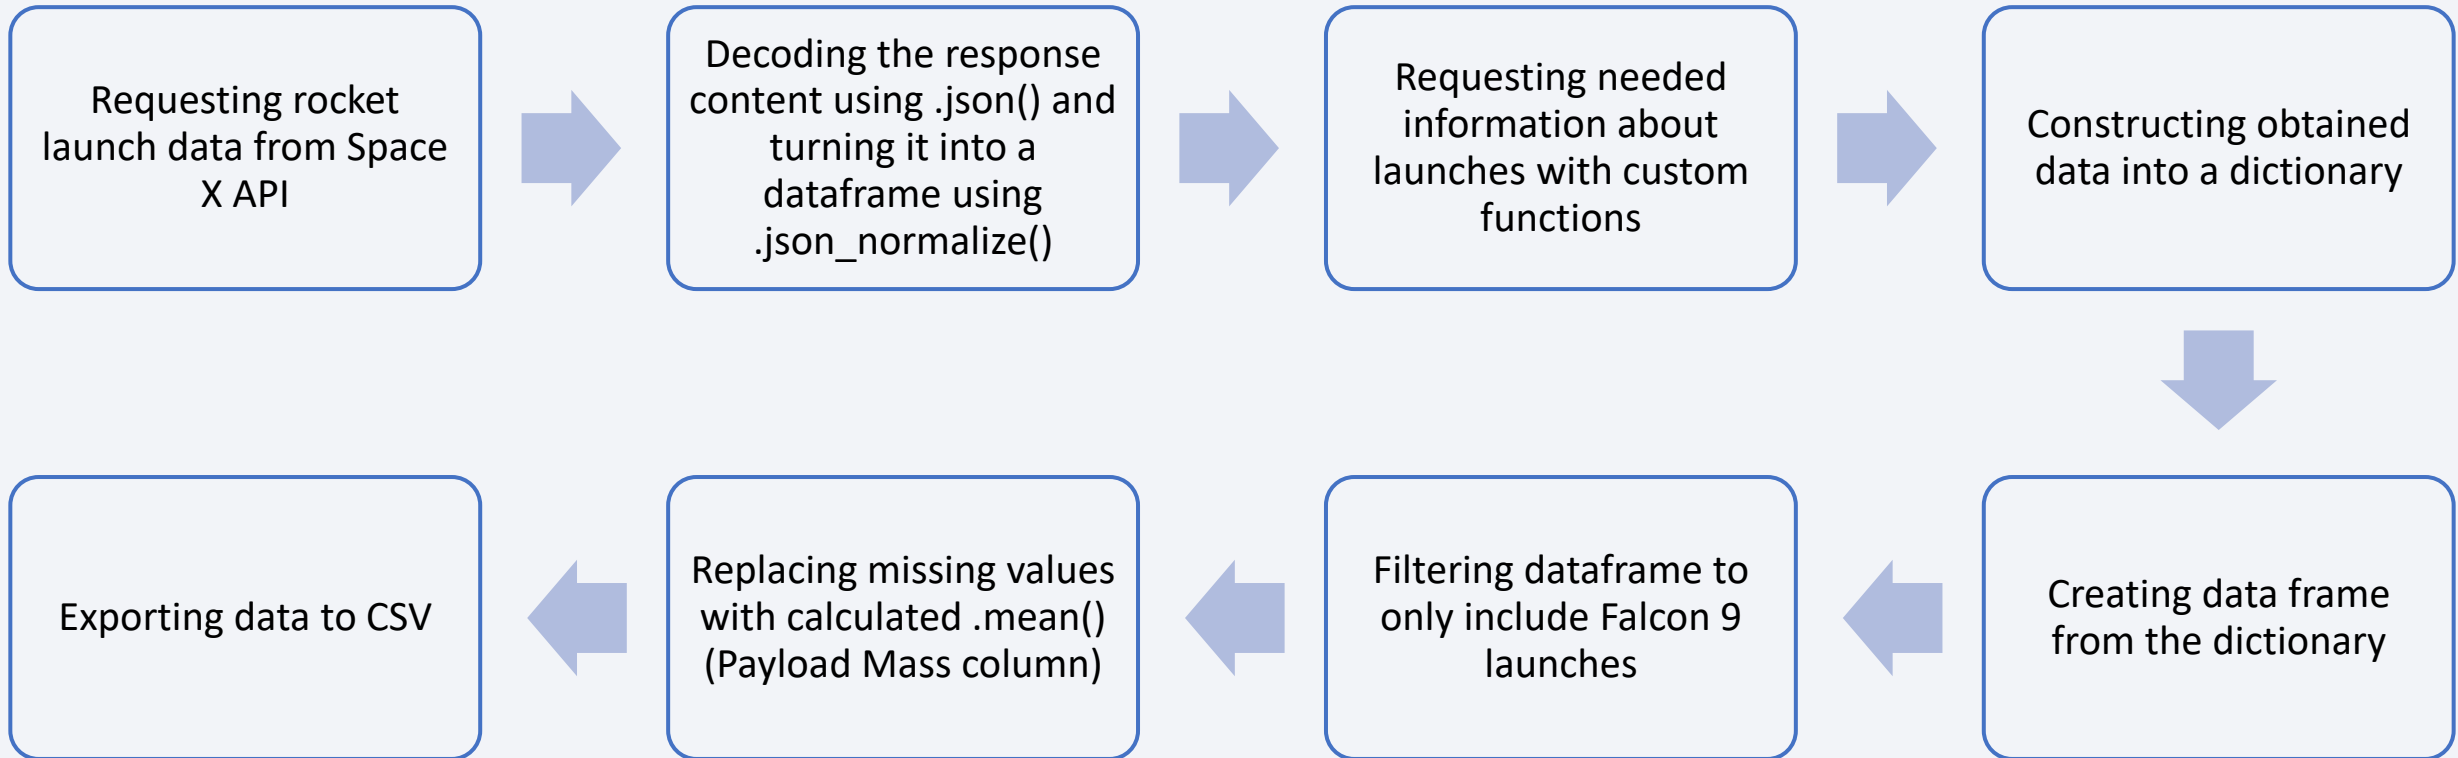 Requesting rocket
launch data from Space
X API
Decoding the response
content using .json() and
turning it into a
dataframe using
.json_normalize()
Requesting needed
information about
launches with custom
functions
Constructing obtained
data into a dictionary
Creating data frame
from the dictionary
Filtering dataframe to
only include Falcon 9
launches
Replacing missing values
with calculated .mean()
(Payload Mass column)
Exporting data to CSV